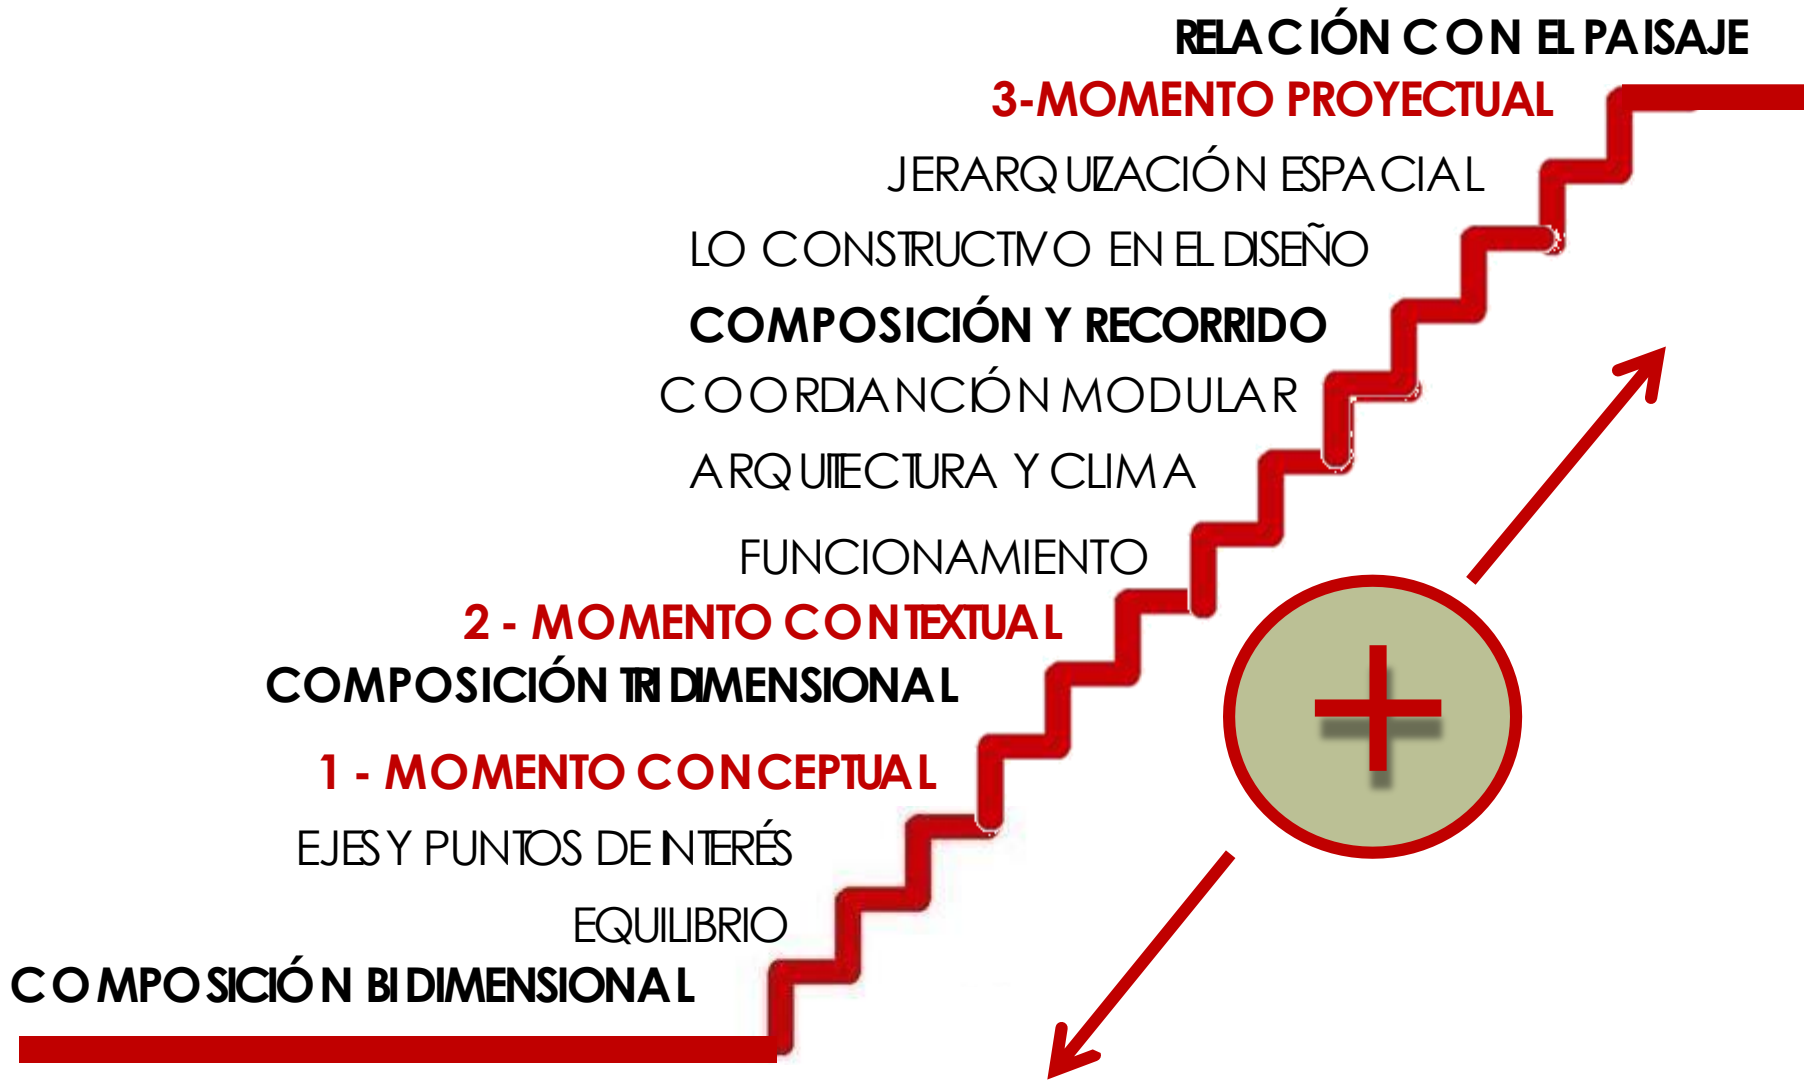 RELACIÓN CON EL PAISAJE
3-MOMENTO PROYECTUAL
JERARQUIZACIÓN ESPACIAL
LO CONSTRUCTIVO EN EL DISEÑO
COMPOSICIÓN Y RECORRIDO
COORDIANCIÓN MODULAR
ARQUITECTURA Y CLIMA
FUNCIONAMIENTO
2 - MOMENTO CONTEXTUAL
COMPOSICIÓN TRIDIMENSIONAL
1 - MOMENTO CONCEPTUAL
EJES Y PUNTOS DE INTERÉS
EQUILIBRIO
COMPOSICIÓN BIDIMENSIONAL
+